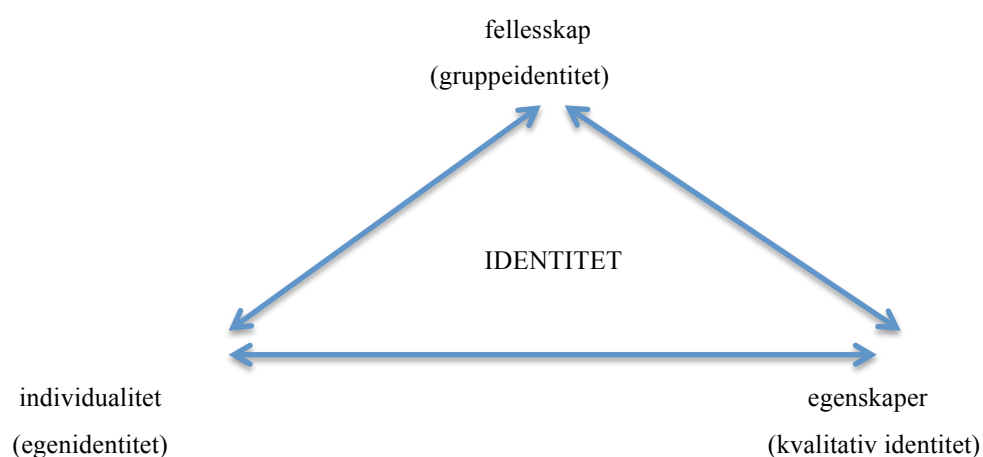 fellesskap
(gruppeidentitet)
IDENTITET
individualitet
(egenidentitet)
egenskaper
(kvalitativ identitet)